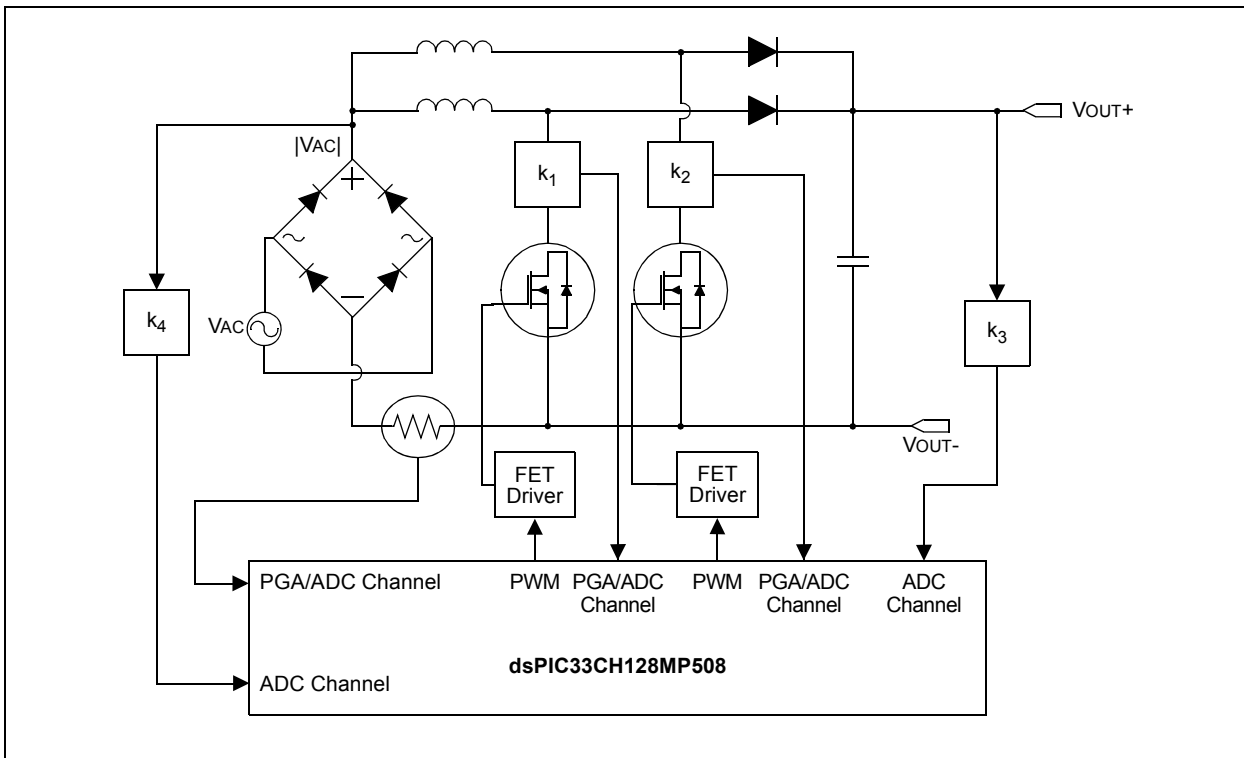 VOUT+
|VAC|
+
k1
k2
k4
VAC
−
k3
VOUT-
FET
Driver
FET
Driver
PGA/ADC Channel
PWM
PGA/ADC
Channel
PWM
PGA/ADC
Channel
ADC
Channel
dsPIC33CH128MP508
ADC Channel